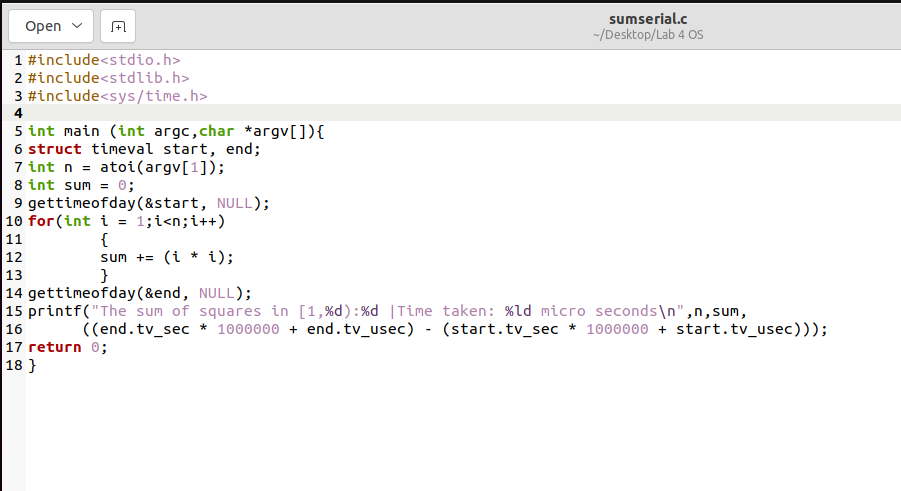 Open
sumserial.c
~/Desktop/Lab 4 OS
1 #include<stdio.h>
2 #include<stdlib.h>
3 #include<sys/time.h>
4
5 int main (int argc,char *argv[]){
6 struct timeval start, end;
7 int n = atoi(argv[1]);
8 int sum = 0;
9 gettimeofday(&start, NULL);
10 for(int i = 1;i<n;i++)
11         {
12         sum += (i * i);
13         }
14 gettimeofday(&end, NULL);
15 printf("The sum of squares in [1,%d):%d |Time taken: %ld micro seconds\n",n,sum,
16       ((end.tv_sec * 1000000 + end.tv_usec) - (start.tv_sec * 1000000 + start.tv_usec)));
17 return 0;
18 }